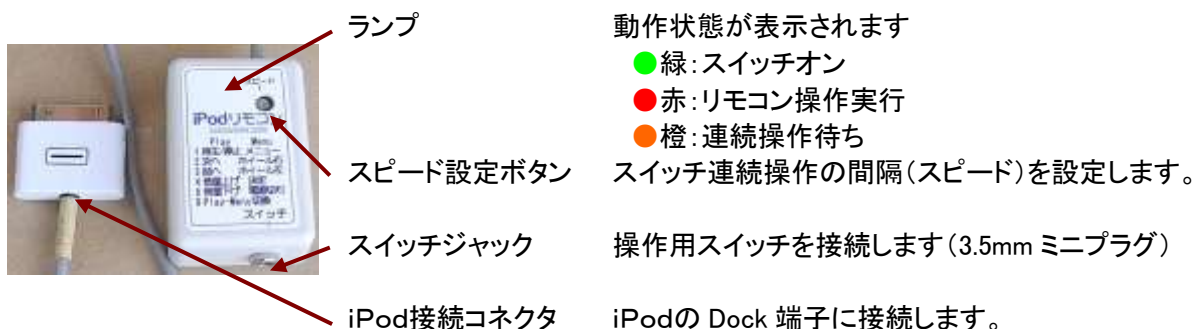 ランプ 動作状態が表示されます
●緑：スイッチオン
●赤：リモコン操作実行
●橙：連続操作待ち
スピード設定ボタン スイッチ連続操作の間隔（スピード）を設定します。
スイッチジャック 操作用スイッチを接続します（3.5mm ミニプラグ）
iPod接続コネクタ iPodの Dock 端子に接続します。
スピード
iPodリモコン
Play Menu
スイッチ